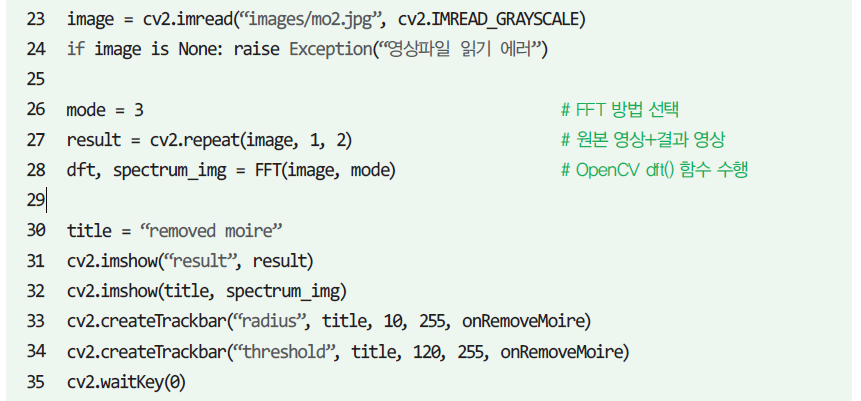 23 image = cv2.imread(“images/mo2.jpg”, cv2.IMREAD_GRAYSCALE)
24 if image is None: raise Exception(“영상파일 읽기 에러”)
25
26 mode = 3 # FFT 방법 선택
27 result = cv2.repeat(image, 1, 2) # 원본 영상+결과 영상
28 dft, spectrum_img = FFT(image, mode) # OpenCV dft() 함수 수행
29
30 title = “removed moire”
31 cv2.imshow(“result”, result)
32 cv2.imshow(title, spectrum_img)
33 cv2.createTrackbar(“radius”, title, 10, 255, onRemoveMoire)
34 cv2.createTrackbar(“threshold”, title, 120, 255, onRemoveMoire)
35 cv2.waitKey(0)